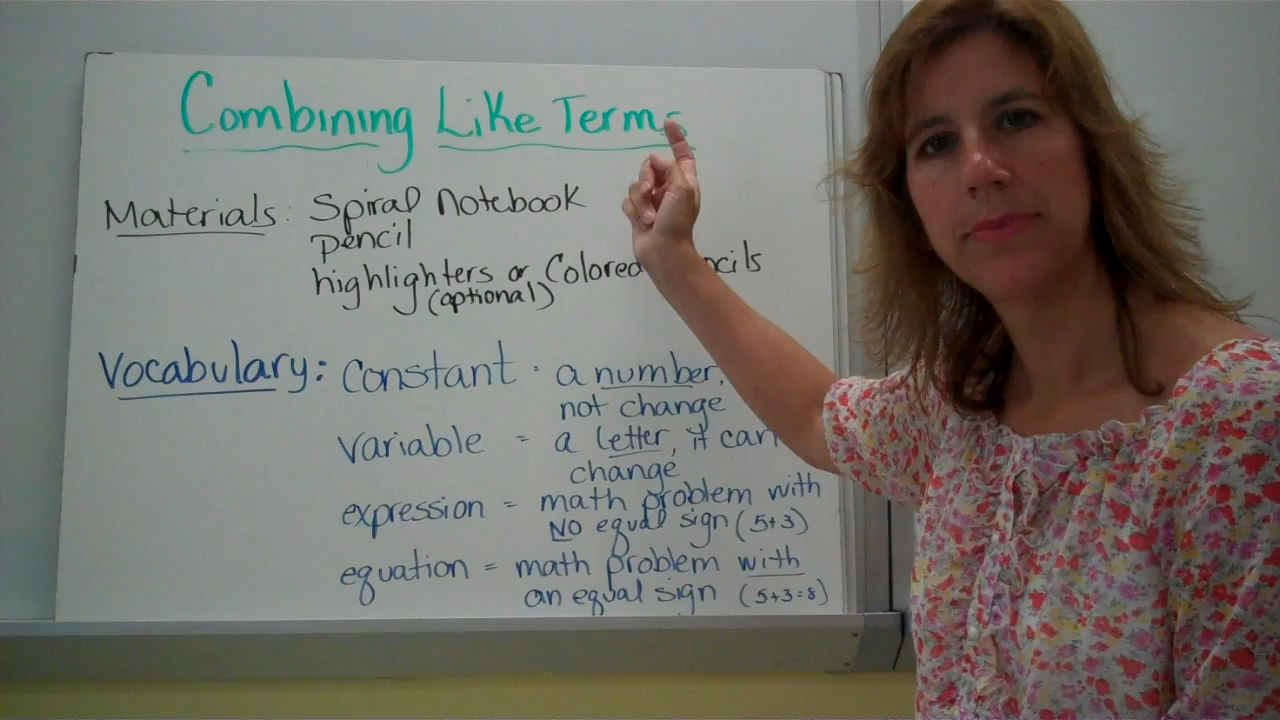 Combining Like Terms
Materials: Spiral notebook
pencil
highlighters or Colored
(optional)
Vocabulary: constant = a number,
not change
variable = a letter, it can
change
expression = math problem with
NO equal sign (5+3)
equation = math problem with
an equal sign (5+3=8)